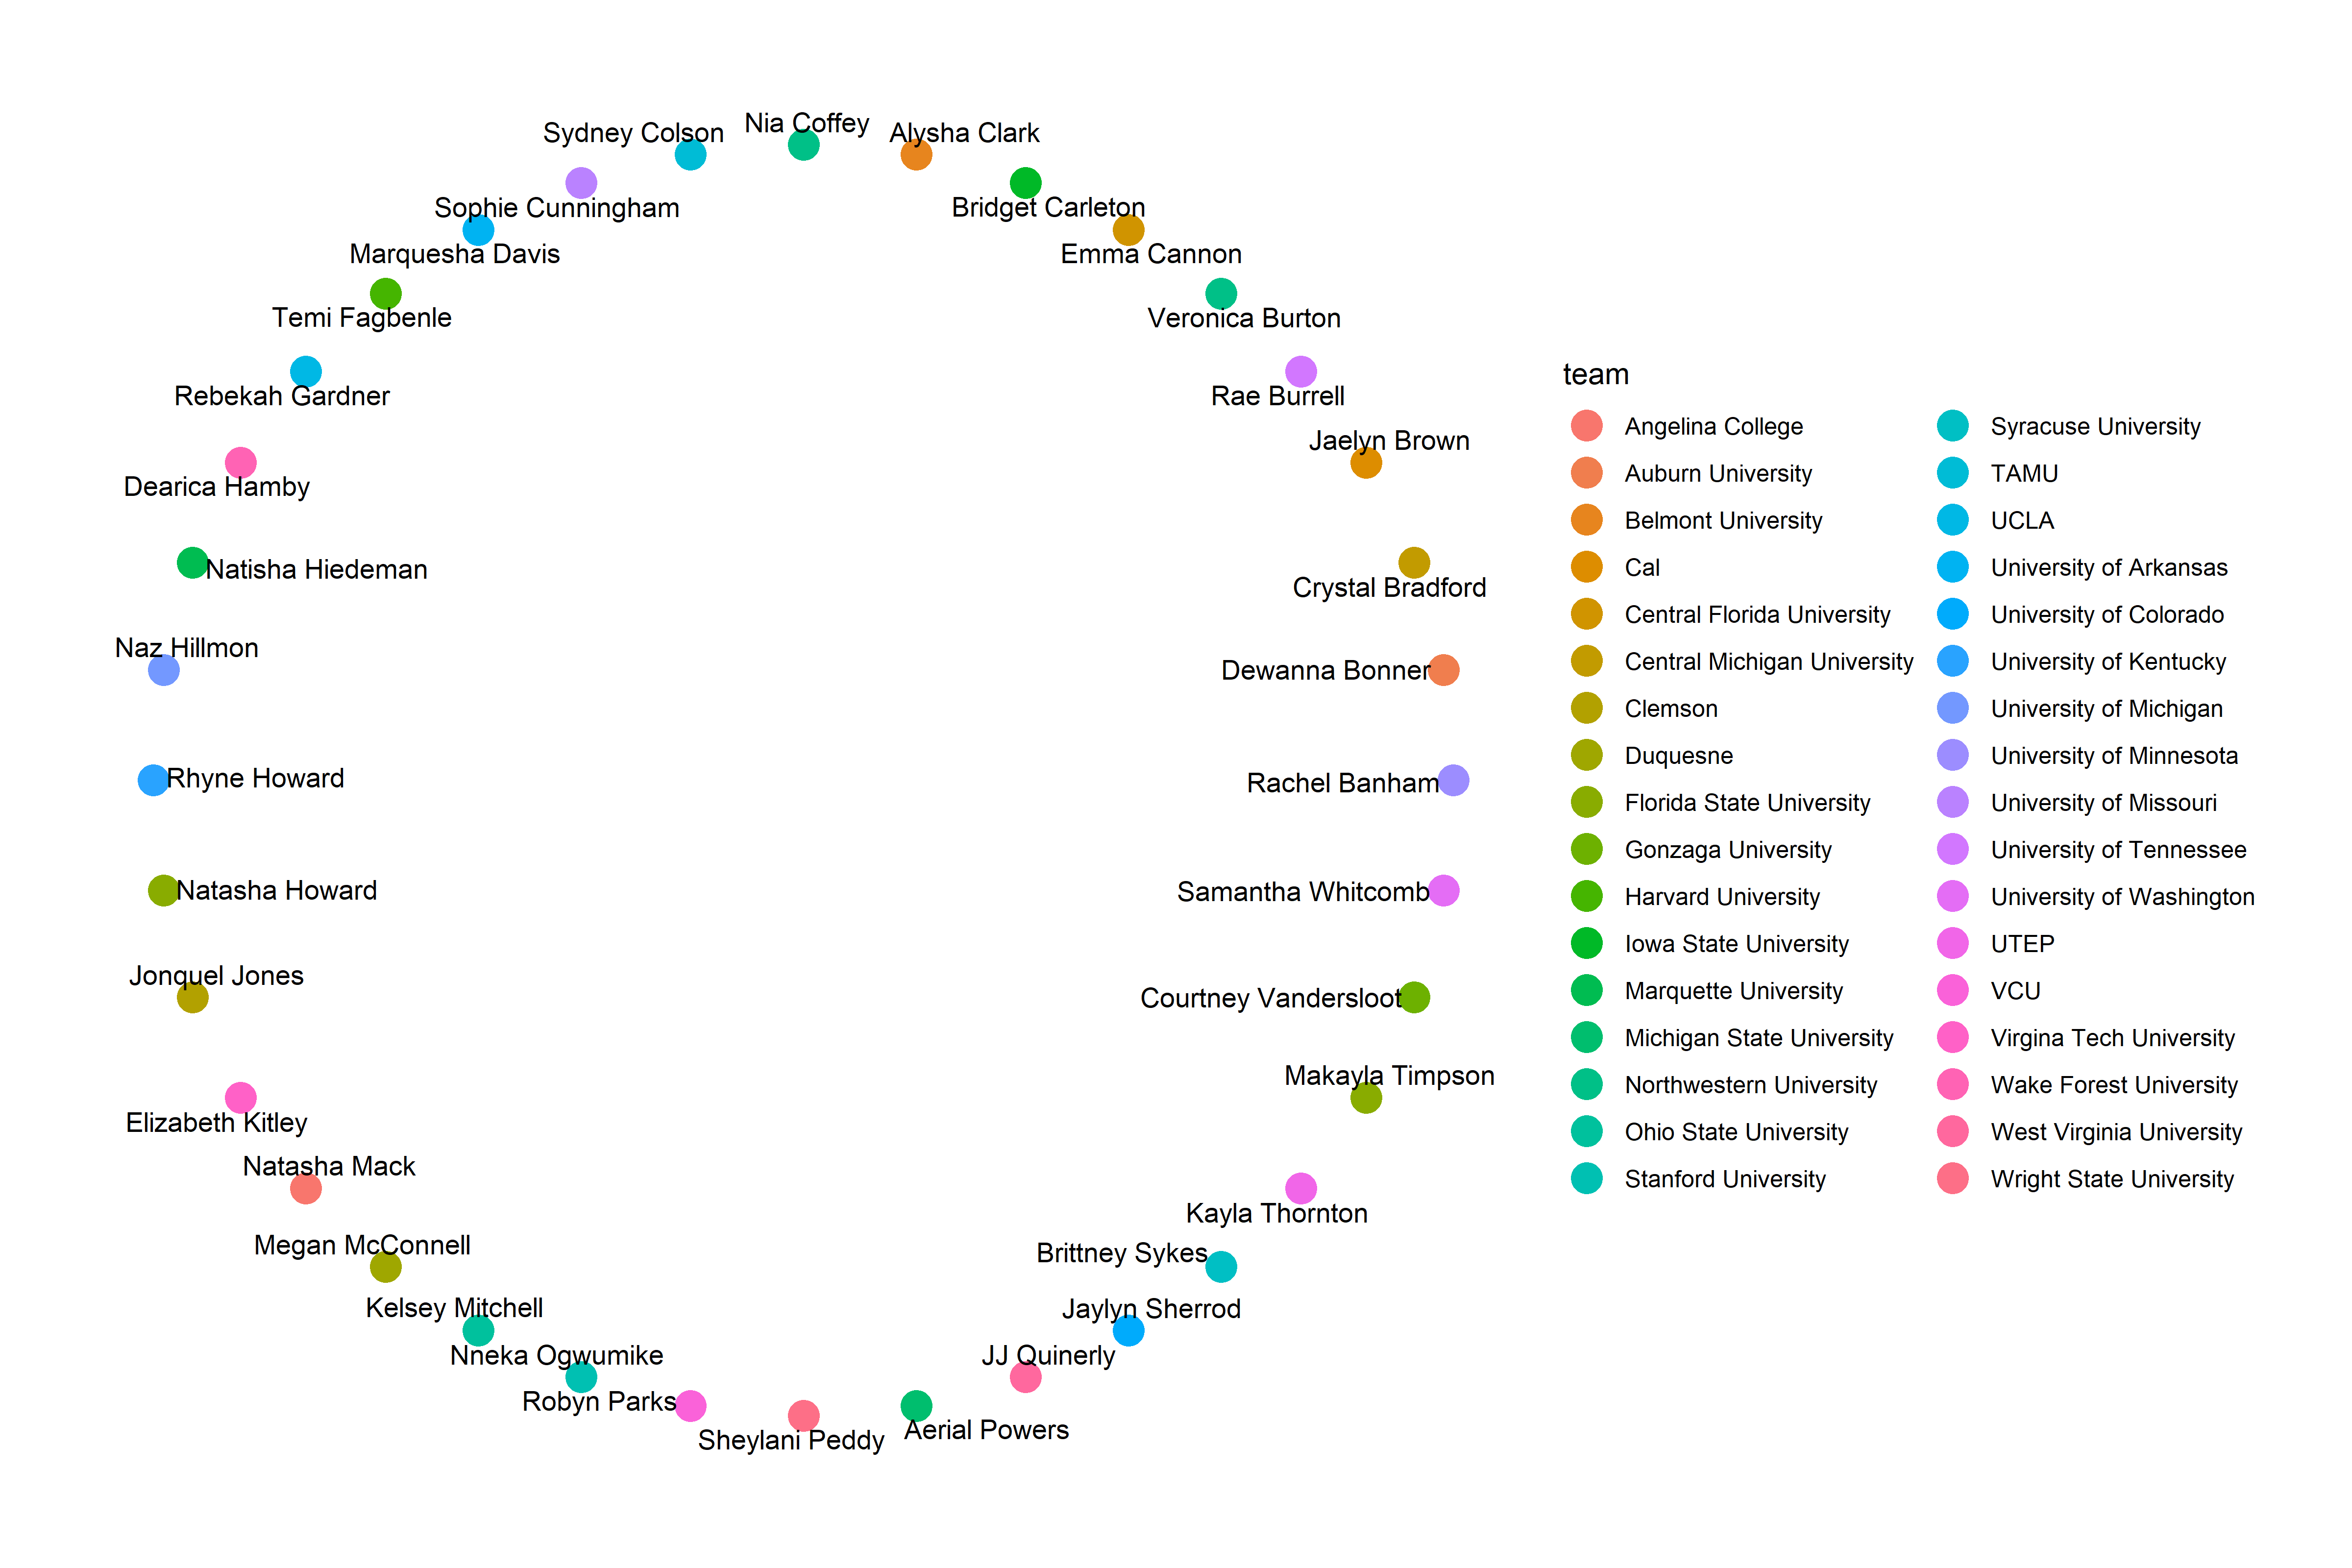 Nia Coffey
Sydney Colson
Alysha Clark
Sophie Cunningham
Bridget Carleton
Marquesha Davis
Emma Cannon
Temi Fagbenle
Veronica Burton
Rebekah Gardner
Rae Burrell
Jaelyn Brown
Dearica Hamby
Natisha Hiedeman
Crystal Bradford
Naz Hillmon
Dewanna Bonner
Rhyne Howard
Rachel Banham
Natasha Howard
Samantha Whitcomb
Jonquel Jones
Courtney Vandersloot
Makayla Timpson
Elizabeth Kitley
Natasha Mack
Kayla Thornton
Megan McConnell
Brittney Sykes
Kelsey Mitchell
Jaylyn Sherrod
Nneka Ogwumike
JJ Quinerly
Robyn Parks
Sheylani Peddy
Aerial Powers
team
Angelina College
Auburn University
Belmont University
Cal
Central Florida University
Central Michigan University
Clemson
Duquesne
Florida State University
Gonzaga University
Harvard University
Iowa State University
Marquette University
Michigan State University
Northwestern University
Ohio State University
Stanford University
Syracuse University
TAMU
UCLA
University of Arkansas
University of Colorado
University of Kentucky
University of Michigan
University of Minnesota
University of Missouri
University of Tennessee
University of Washington
UTEP
VCU
Virgina Tech University
Wake Forest University
West Virginia University
Wright State University